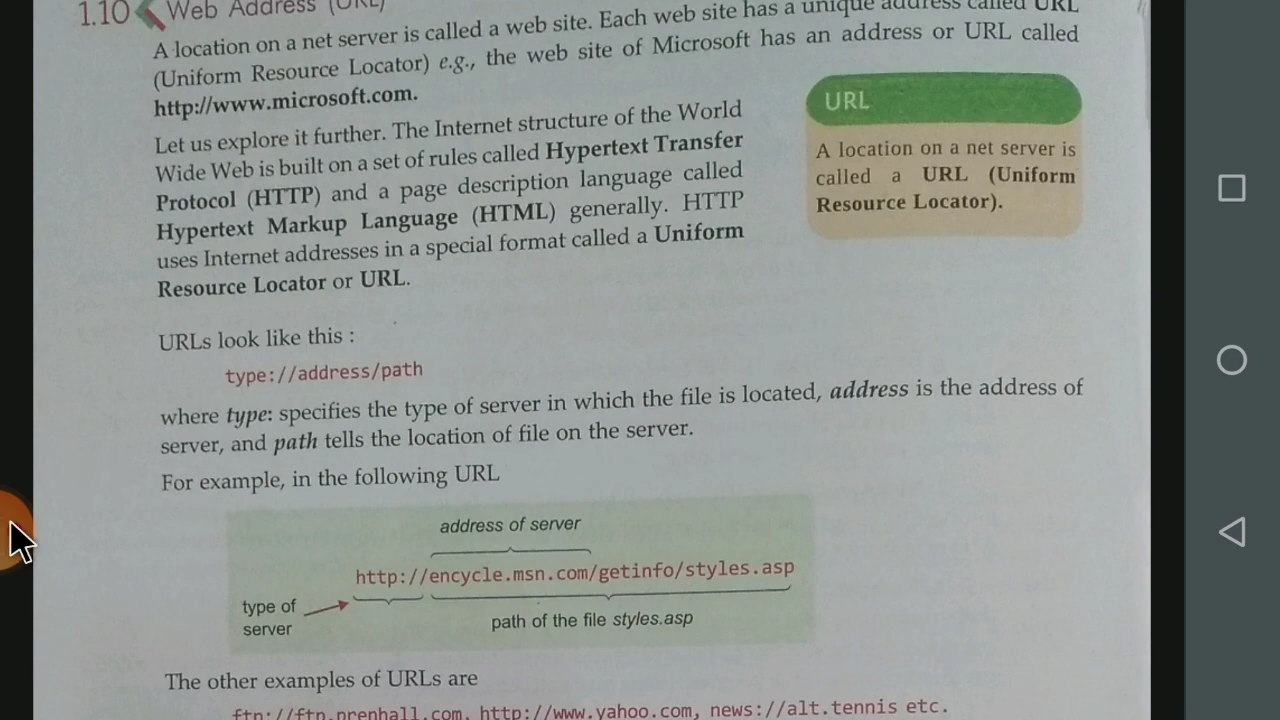 1.10 Web Address (URL)
A location on a net server is called a web site. Each web site has a unique address called URL
(Uniform Resource Locator) e.g., the web site of Microsoft has an address or URL called
http://www.microsoft.com.
Let us explore it further. The Internet structure of the World
Wide Web is built on a set of rules called Hypertext Transfer
Protocol (HTTP) and a page description language called
Hypertext Markup Language (HTML) generally. HTTP
uses Internet addresses in a special format called a Uniform
Resource Locator or URL.
URL
A location on a net server is
called a URL (Uniform
Resource Locator).
URLs look like this :
type://address/path
where type: specifies the type of server in which the file is located, address is the address of
server, and path tells the location of file on the server.
For example, in the following URL
address of server
http://encycle.msn.com/getinfo/styles.asp
type of
server
path of the file styles.asp
The other examples of URLs are
ftp://ftp.prenhall.com, http://www.yahoo.com, news://alt.tennis etc.